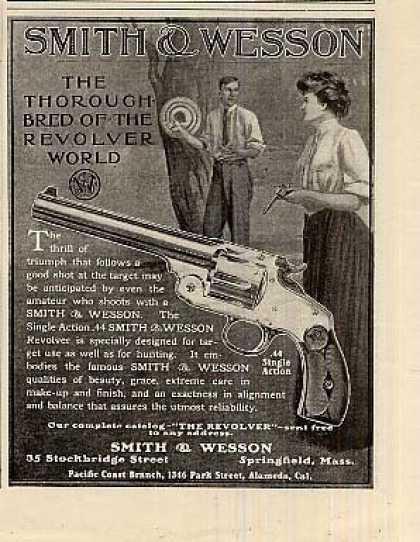 SMITH & WESSON
THE
THOROUGH-
BRED OF THE
REVOLVER
WORLD
The
thrill of
triumph that follows a
good shot at the target may
be anticipated by even the
amateur who shoots with a
SMITH & WESSON. The
Single Action .44 SMITH & WESSON
Revolver is specially designed for tar-
get use as well as for hunting. It em-
bodies the famous SMITH & WESSON
qualities of beauty, grace, extreme care in
make-up and finish, and an exactness in alignment
and balance that assures the utmost reliability.
.44
Single
Action
Our complete catalog-"THE REVOLVER"-sent free
to any address.
SMITH & WESSON
35 Stockbridge Street Springfield, Mass.
Pacific Coast Branch, 1346 Park Street, Alameda, Cal.